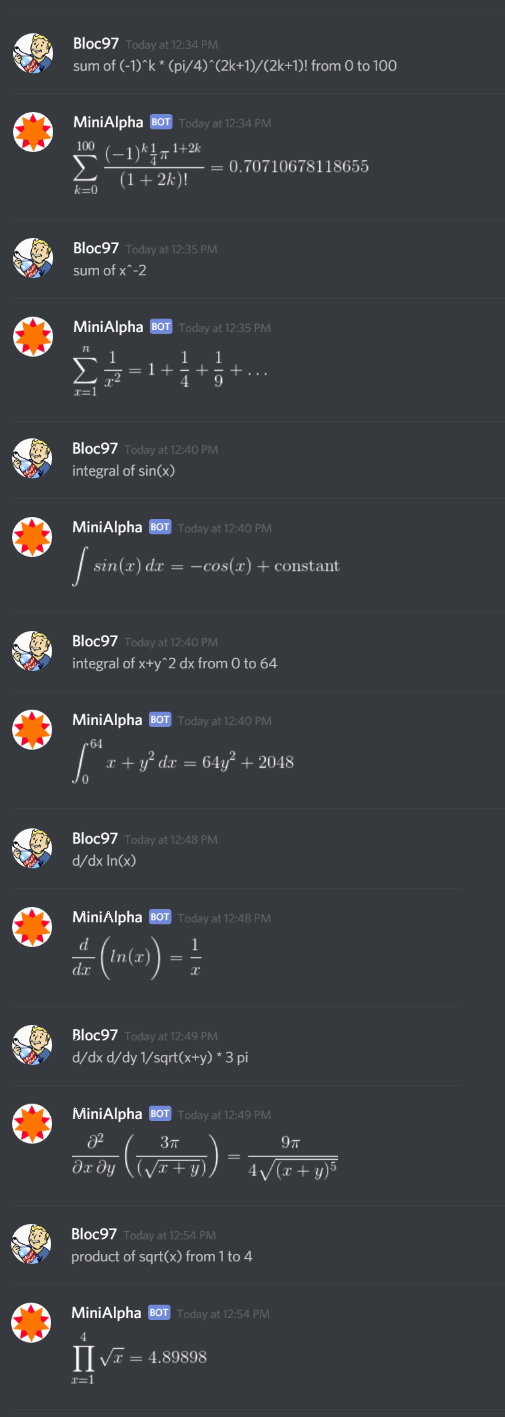 Bloc97 Today at 12:34 PM
sum of (-1)^k * (pi/4)^(2k+1)/(2k+1)! from 0 to 100
MiniAlpha BOT Today at 12:34 PM
\sum_{k=0}^{100} \frac{(-1)^k \frac{1}{4} \pi^{1+2k}}{(1+2k)!} = 0.70710678118655
Bloc97 Today at 12:35 PM
sum of x^-2
MiniAlpha BOT Today at 12:35 PM
\sum_{x=1}^{n} \frac{1}{x^2} = 1 + \frac{1}{4} + \frac{1}{9} + ...
Bloc97 Today at 12:40 PM
integral of sin(x)
MiniAlpha BOT Today at 12:40 PM
\int sin(x) dx = -cos(x) + constant
Bloc97 Today at 12:40 PM
integral of x+y^2 dx from 0 to 64
MiniAlpha BOT Today at 12:40 PM
\int_0^{64} x + y^2 dx = 64y^2 + 2048
Bloc97 Today at 12:48 PM
d/dx ln(x)
MiniAlpha BOT Today at 12:48 PM
\frac{d}{dx} (ln(x)) = \frac{1}{x}
Bloc97 Today at 12:49 PM
d/dx d/dy 1/sqrt(x+y) * 3 pi
MiniAlpha BOT Today at 12:49 PM
\frac{\partial^2}{\partial x \partial y} (\frac{3\pi}{(\sqrt{x+y})}) = \frac{9\pi}{4\sqrt{(x+y)^5}}
Bloc97 Today at 12:54 PM
product of sqrt(x) from 1 to 4
MiniAlpha BOT Today at 12:54 PM
\prod_{x=1}^{4} \sqrt{x} = 4.89898